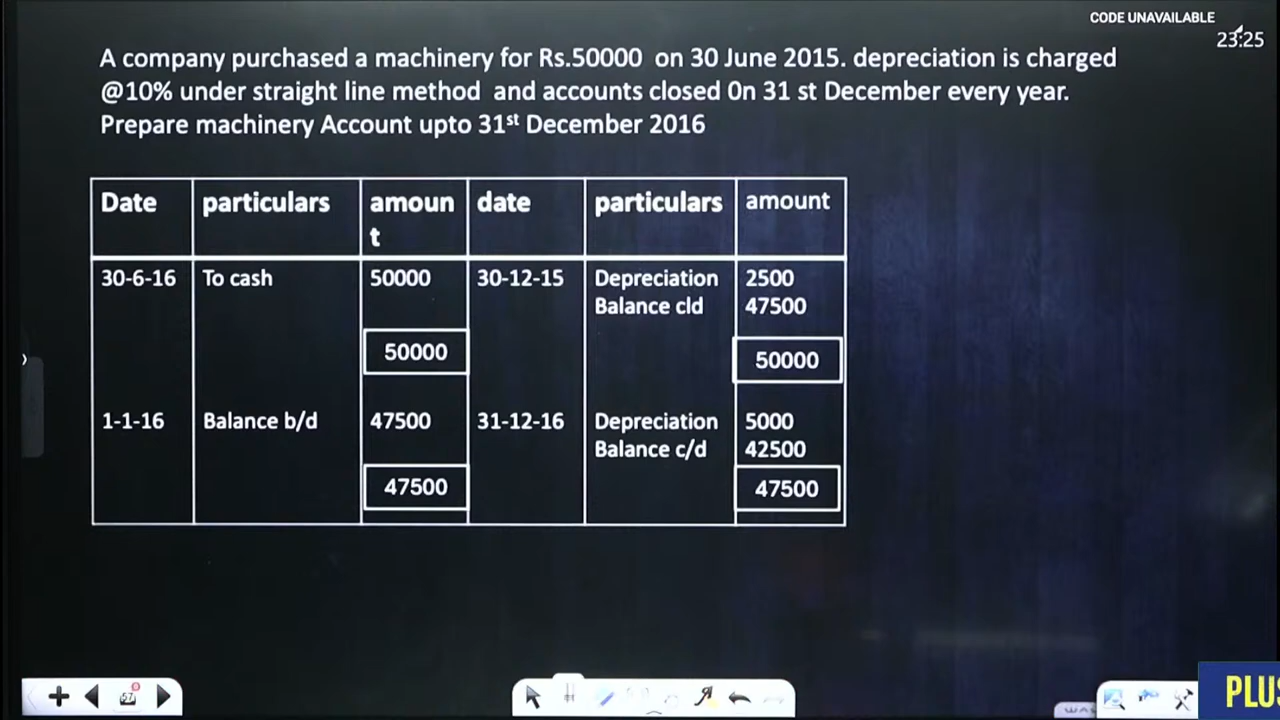 CODE UNAVAILABLE
23:25
A company purchased a machinery for Rs.50000 on 30 June 2015. depreciation is charged
@10% under straight line method and accounts closed 0n 31 st December every year.
Prepare machinery Account upto 31st December 2016
Date particulars amoun date particulars amount
t
30-6-16 To cash 50000 30-12-15 Depreciation 2500
Balance cld 47500
50000 50000
1-1-16 Balance b/d 47500 31-12-16 Depreciation 5000
Balance c/d 42500
47500 47500
57
PLUS